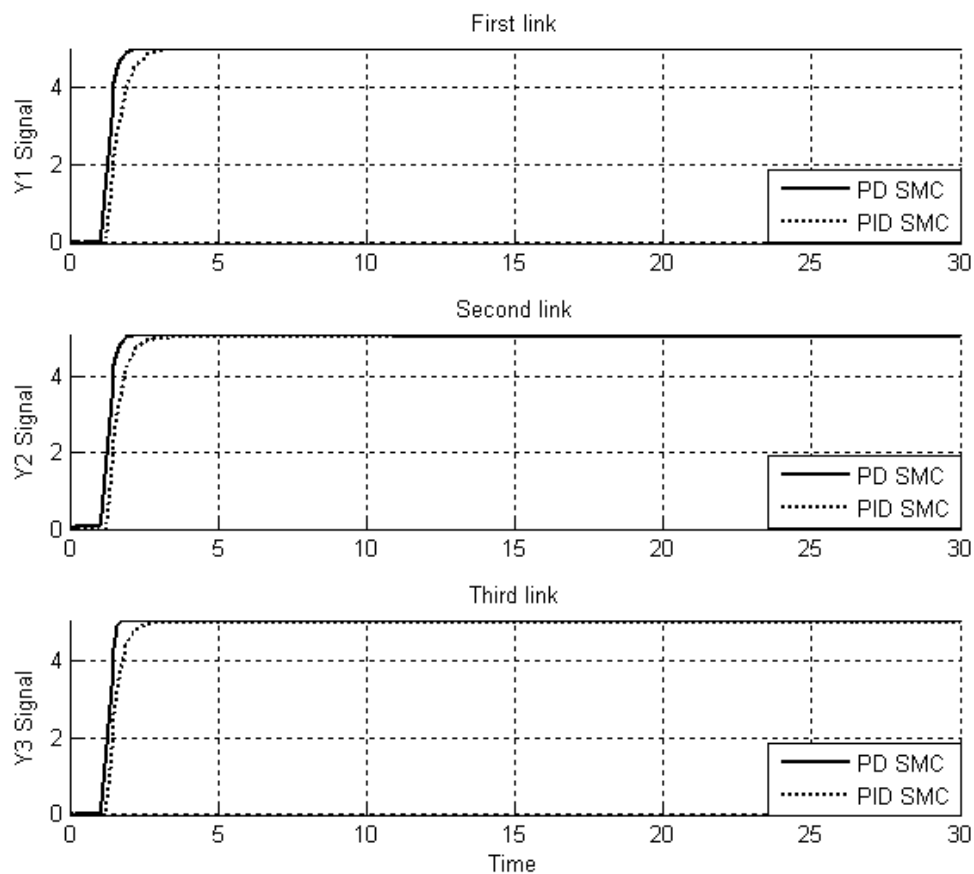 First link
Y1 Signal
4
2
0
PD SMC
PID SMC
0 5 10 15 20 25 30
Second link
Y2 Signal
4
2
0
PD SMC
PID SMC
0 5 10 15 20 25 30
Third link
Y3 Signal
4
2
0
PD SMC
PID SMC
0 5 10 15 20 25 30
Time